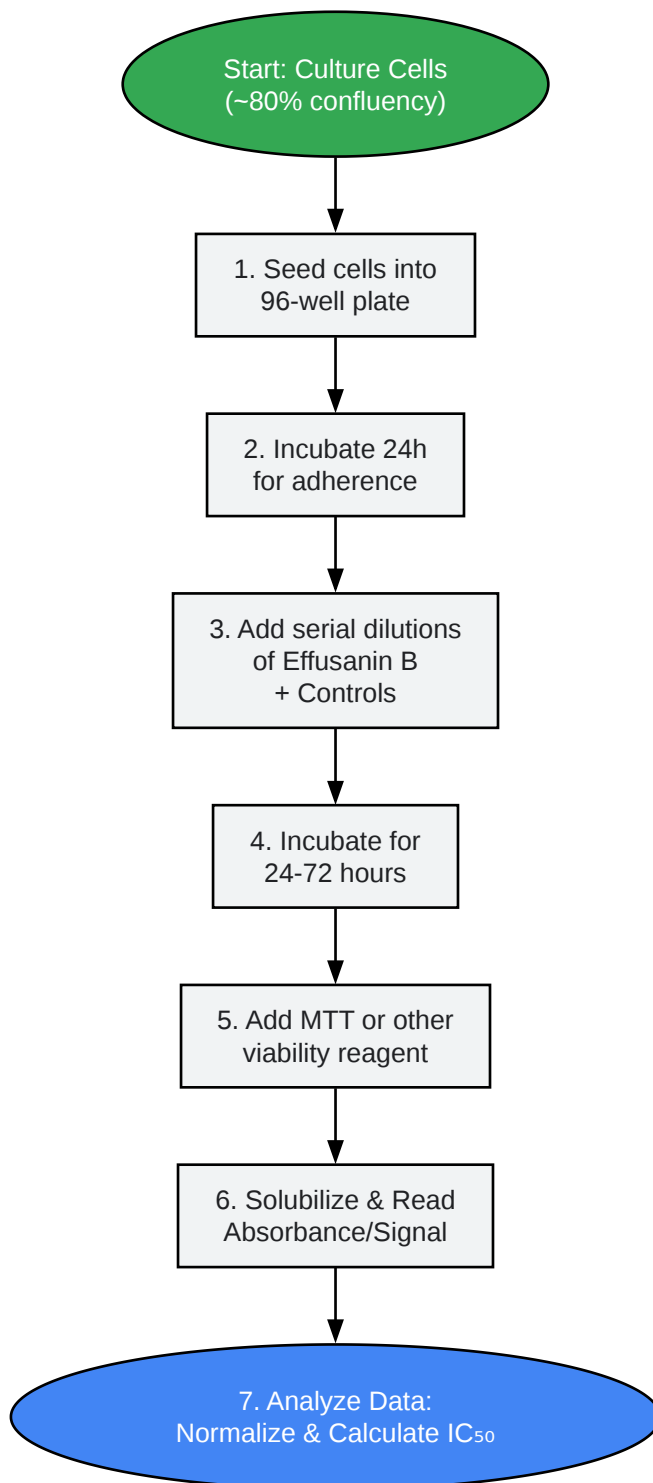 Start: Culture Cells
(~80% confluency)
1. Seed cells into
96-well plate
2. Incubate 24h
for adherence
3. Add serial dilutions
of Effusanin B
+ Controls
4. Incubate for
24-72 hours
5. Add MTT or other
viability reagent
6. Solubilize & Read
Absorbance/Signal
7. Analyze Data:
Normalize & Calculate IC₅₀